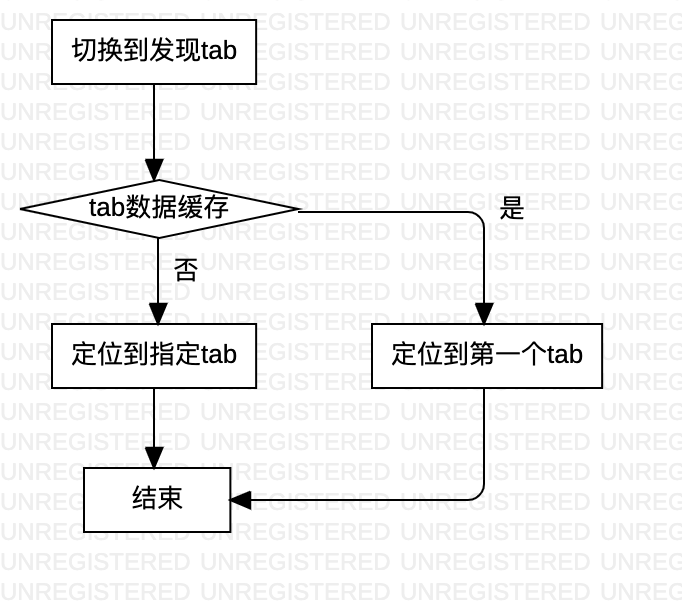 UNREGISTERED UNREGISTERED UNREGISTERED UNREGISTERED
切换到发现tab
tab数据缓存
是
否
定位到指定tab
定位到第一个tab
结束